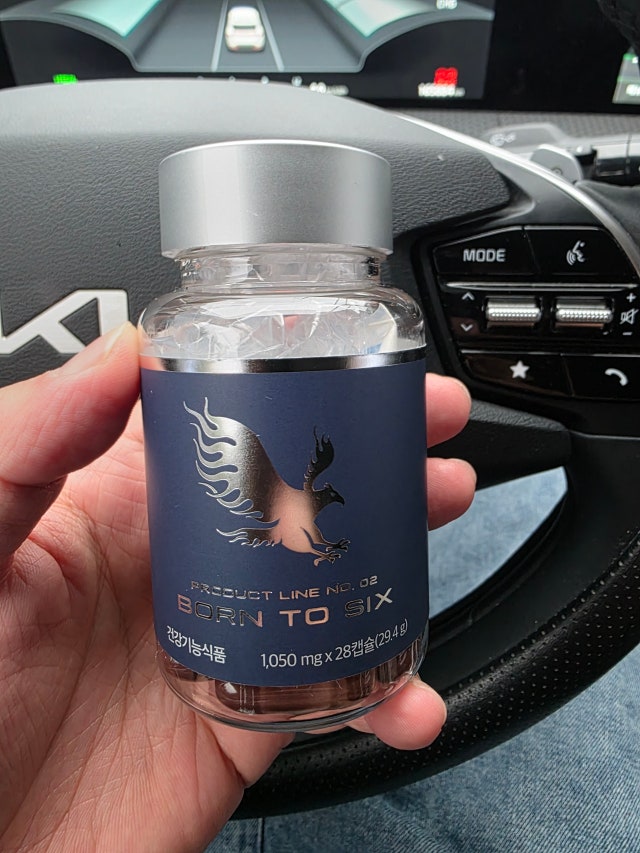 MODE
KIA
PRODUCT LINE NO. 02
BORN TO SIX
건강기능식품 1,050 mg x 28캡슐(29.4 g)